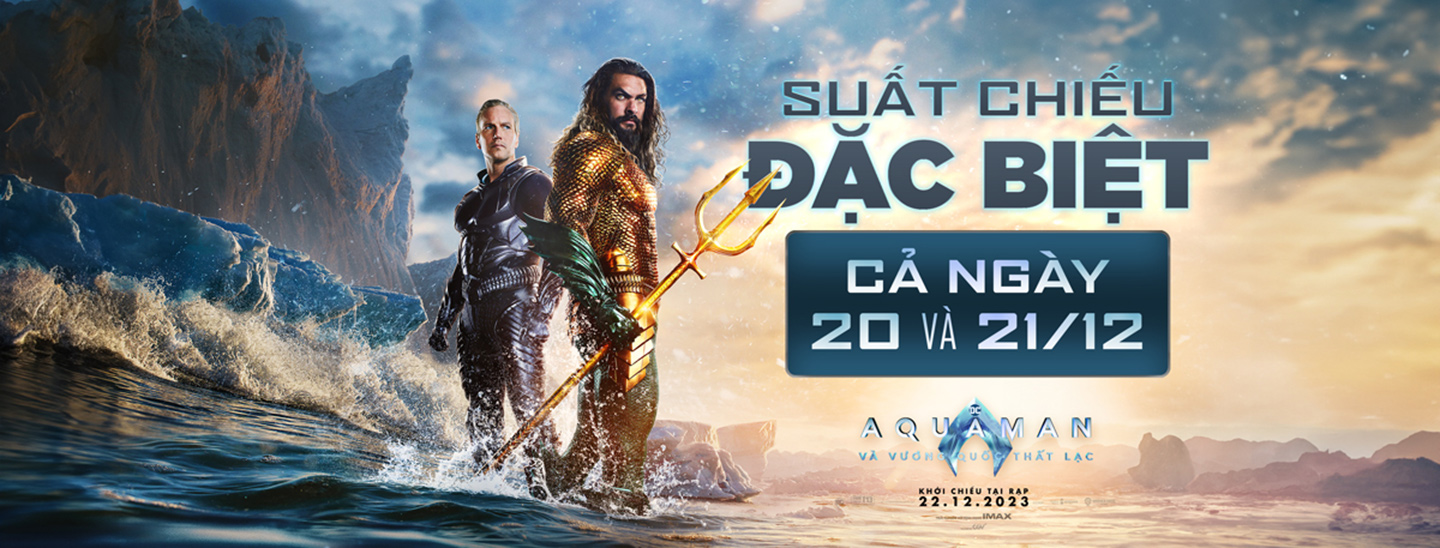 SUẤT CHIẾU
ĐẶC BIỆT
CẢ NGÀY
20 VÀ 21/12
DC
AQUAMAN
VÀ VƯƠNG QUỐC THẤT LẠC
KHỞI CHIẾU TẠI RẠP
22.12.2023
IMAX